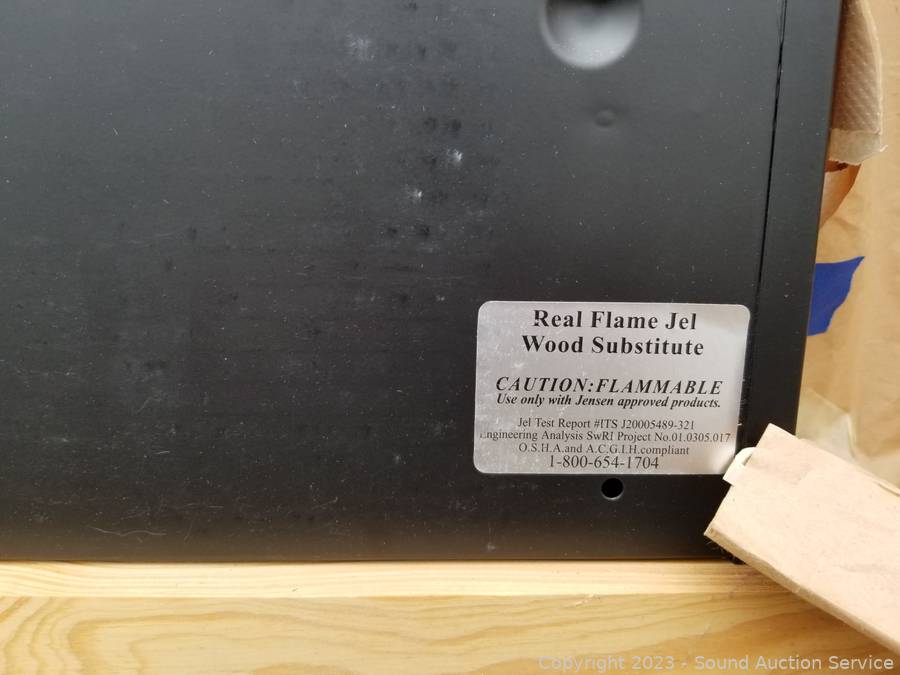 Real Flame Jel
Wood Substitute
CAUTION:FLAMMABLE
Use only with Jensen approved products.
Jel Test Report #ITS J20005489-321
Engineering Analysis SwRI Project No.01.0305.017
O.S.H.A.and A.C.G.I.H.compliant
1-800-654-1704
Copyright 2023 - Sound Auction Service